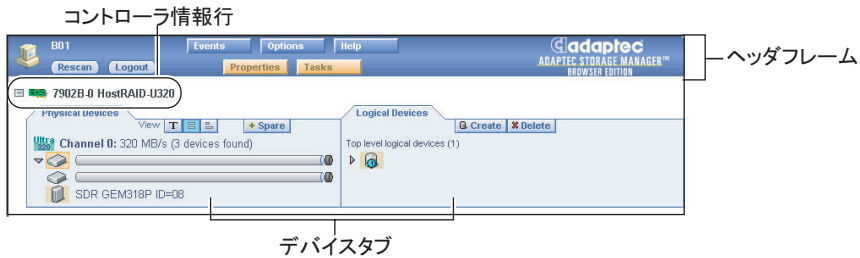 コントローラ情報行
B01
Events
Options
Help
adaptec
Rescan
Logout
Properties
Tasks
ADAPTEC STORAGE MANAGER™
BROWSER EDITION
ヘッダフレーム
7902B-0 HostRAID-U320
Physical Devices
Logical Devices
View T
+ Spare
Create
Delete
Ultra 320
Channel 0: 320 MB/s (3 devices found)
Top level logical devices (1)
SDR GEM318P ID=08
デバイスタブ